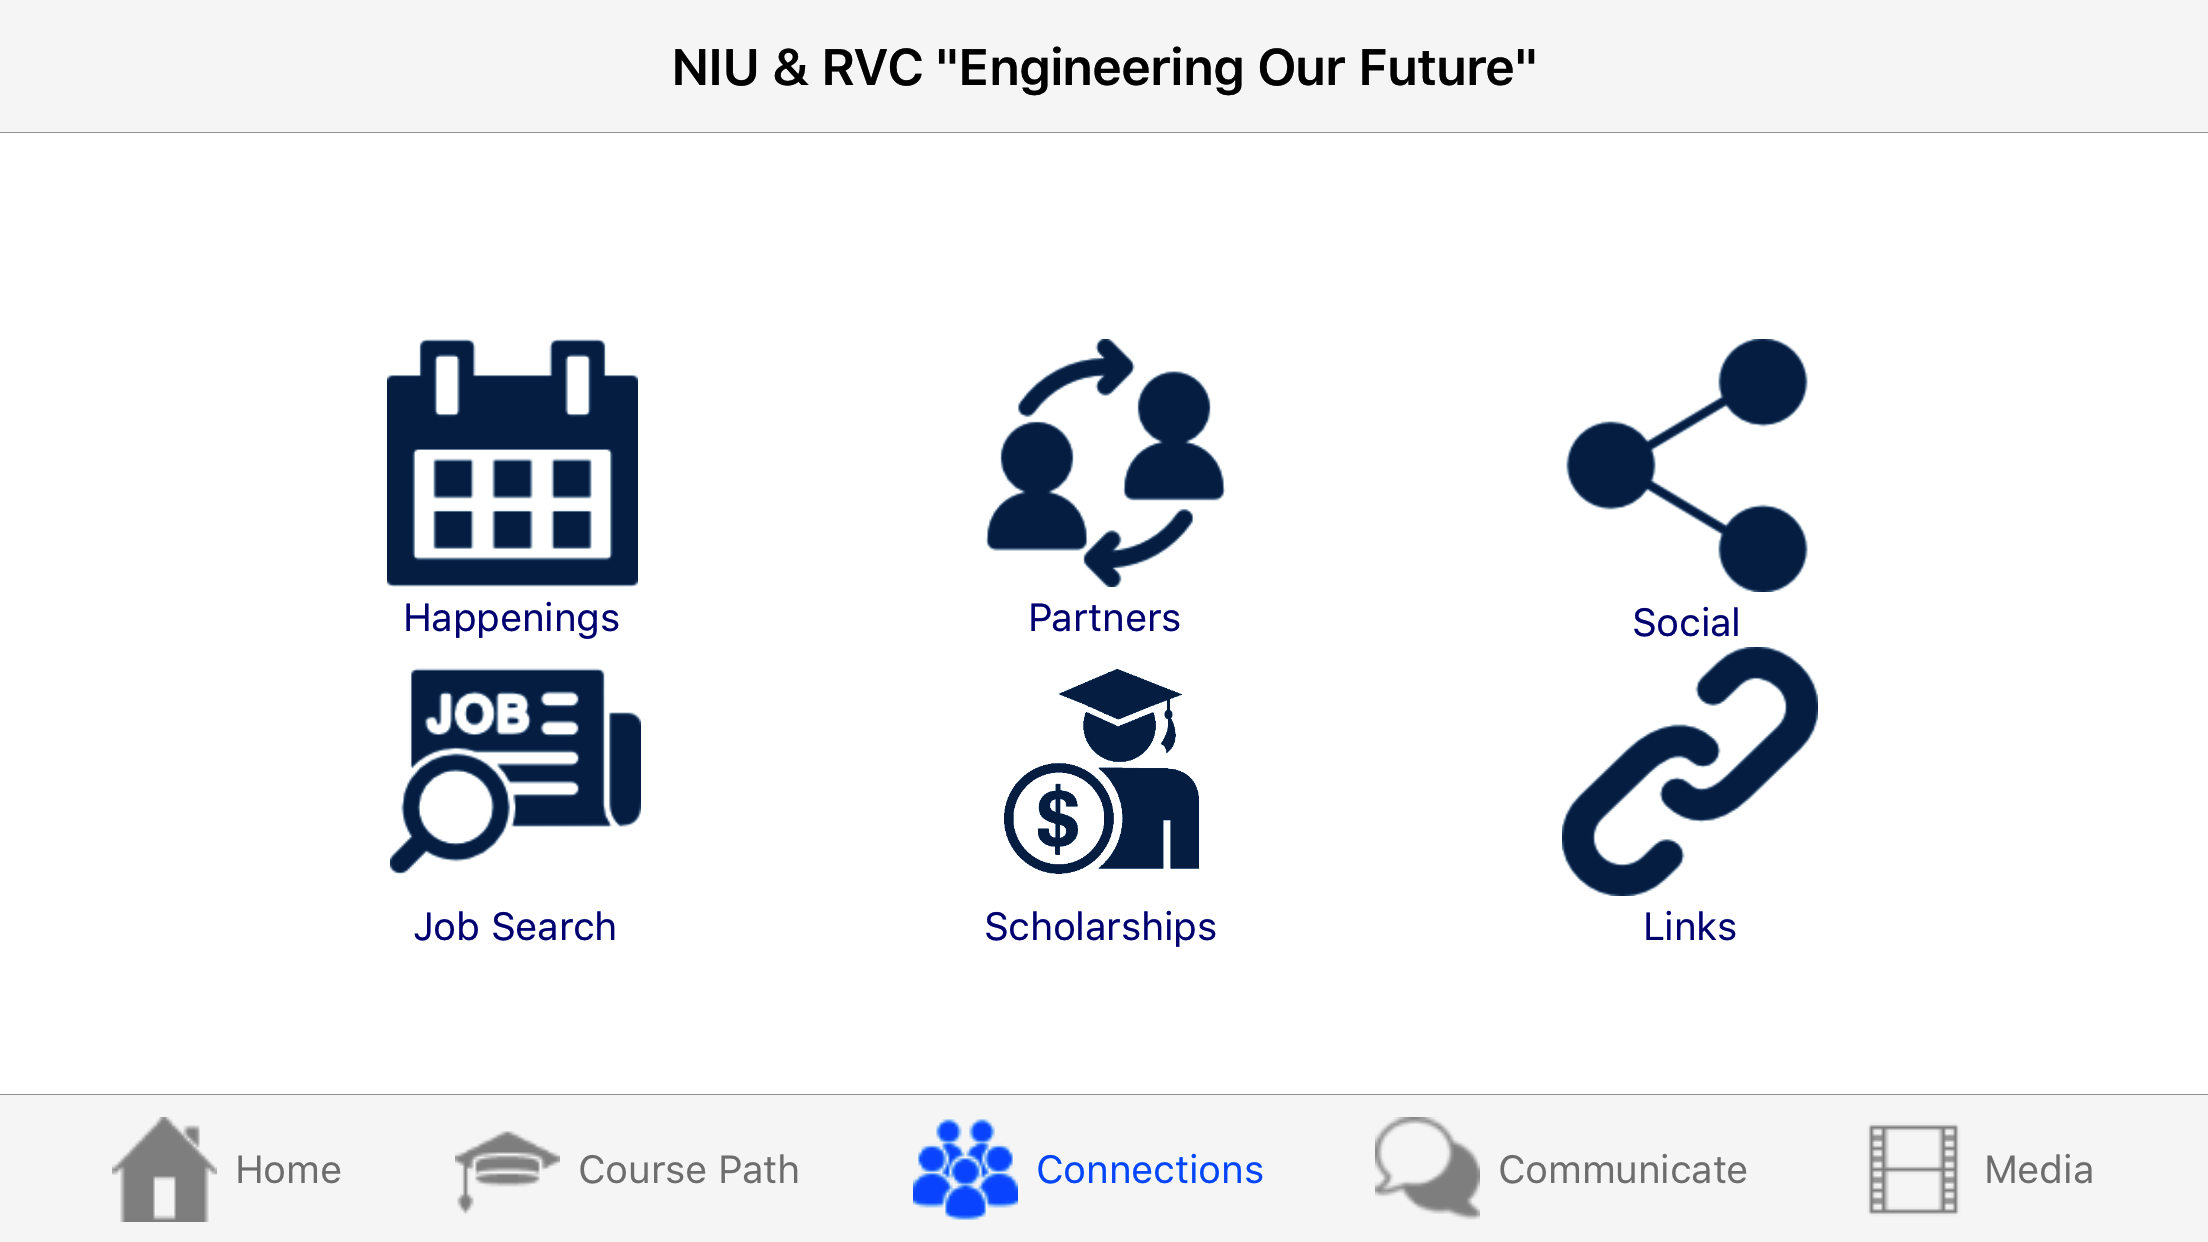 NIU & RVC "Engineering Our Future"
Happenings
Partners
Social
JOB
$
Job Search
Scholarships
Links
Home
Course Path
Connections
Communicate
Media